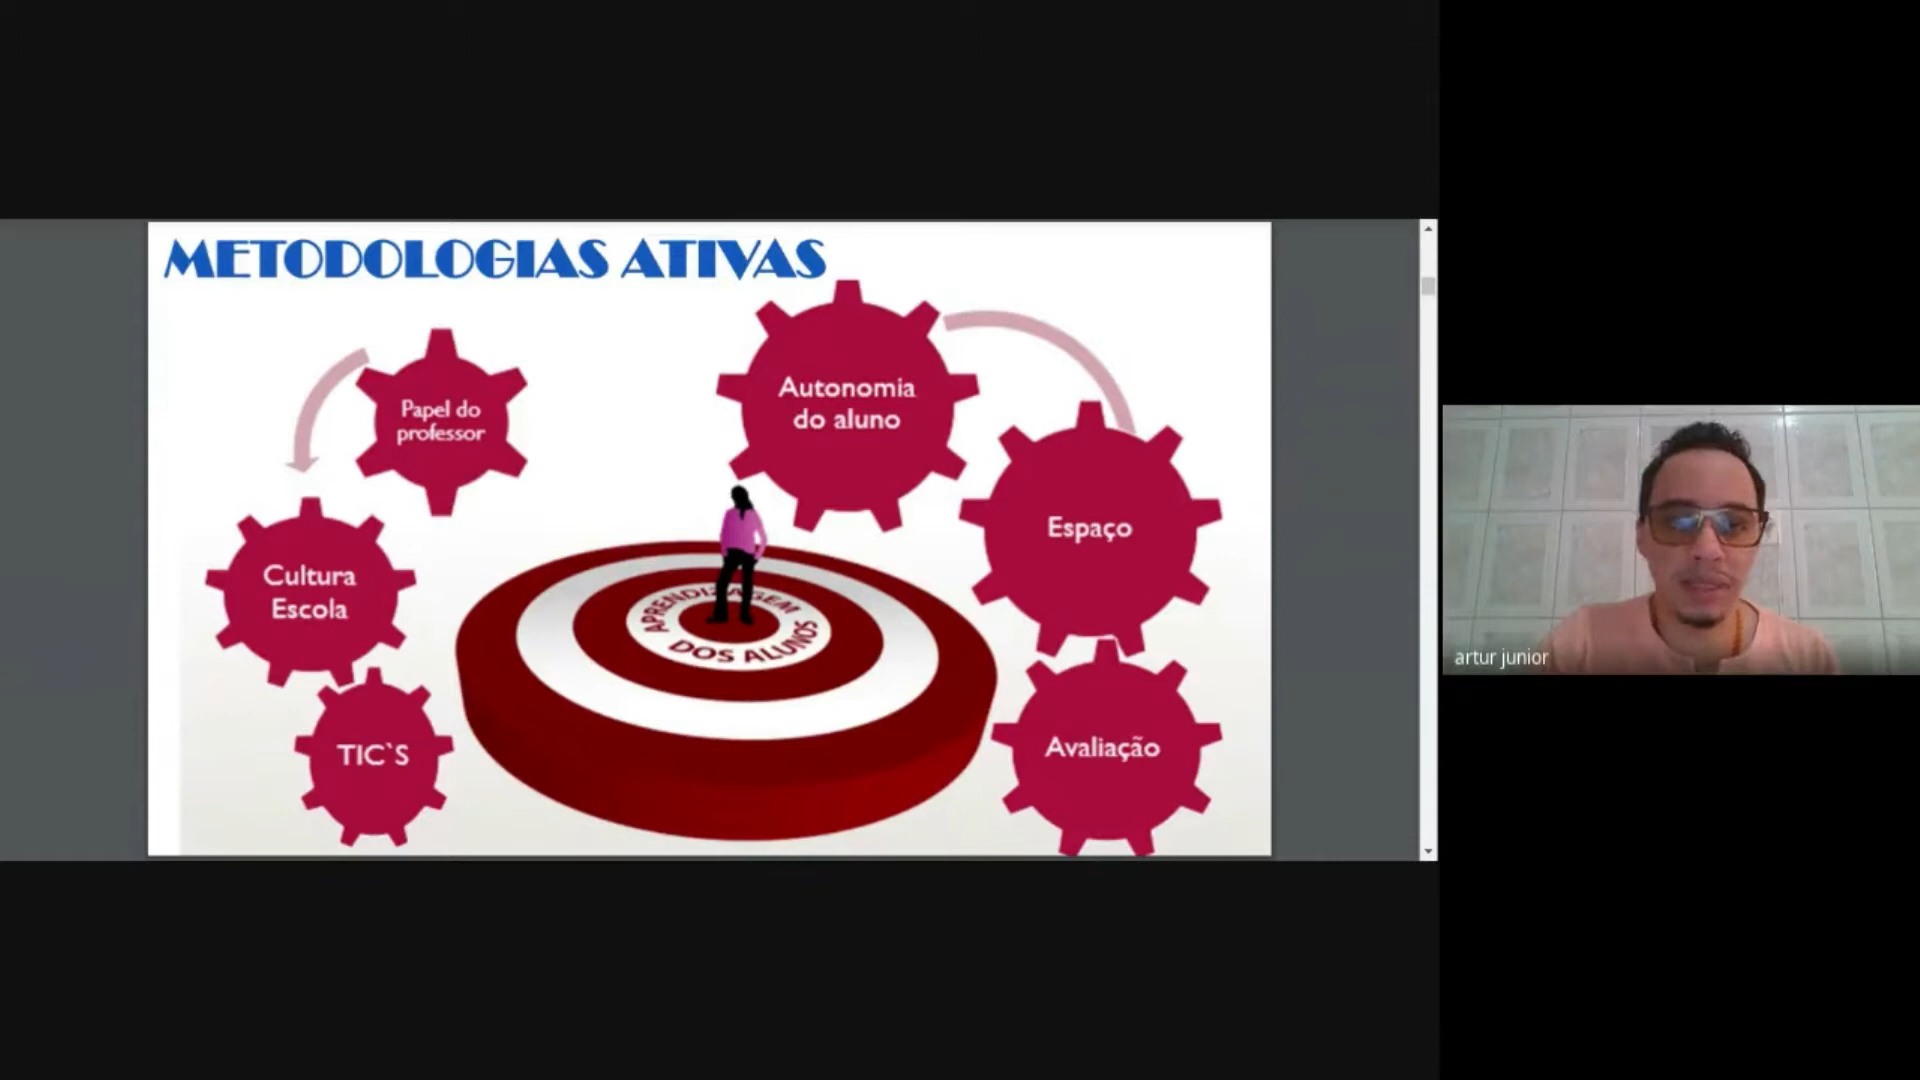 METODOLOGIAS ATIVAS
Papel do
professor
Autonomia
do aluno
Cultura
Escola
Espaço
APRENDIZAGEM
DOS ALUNOS
TIC`S
Avaliação
artur junior